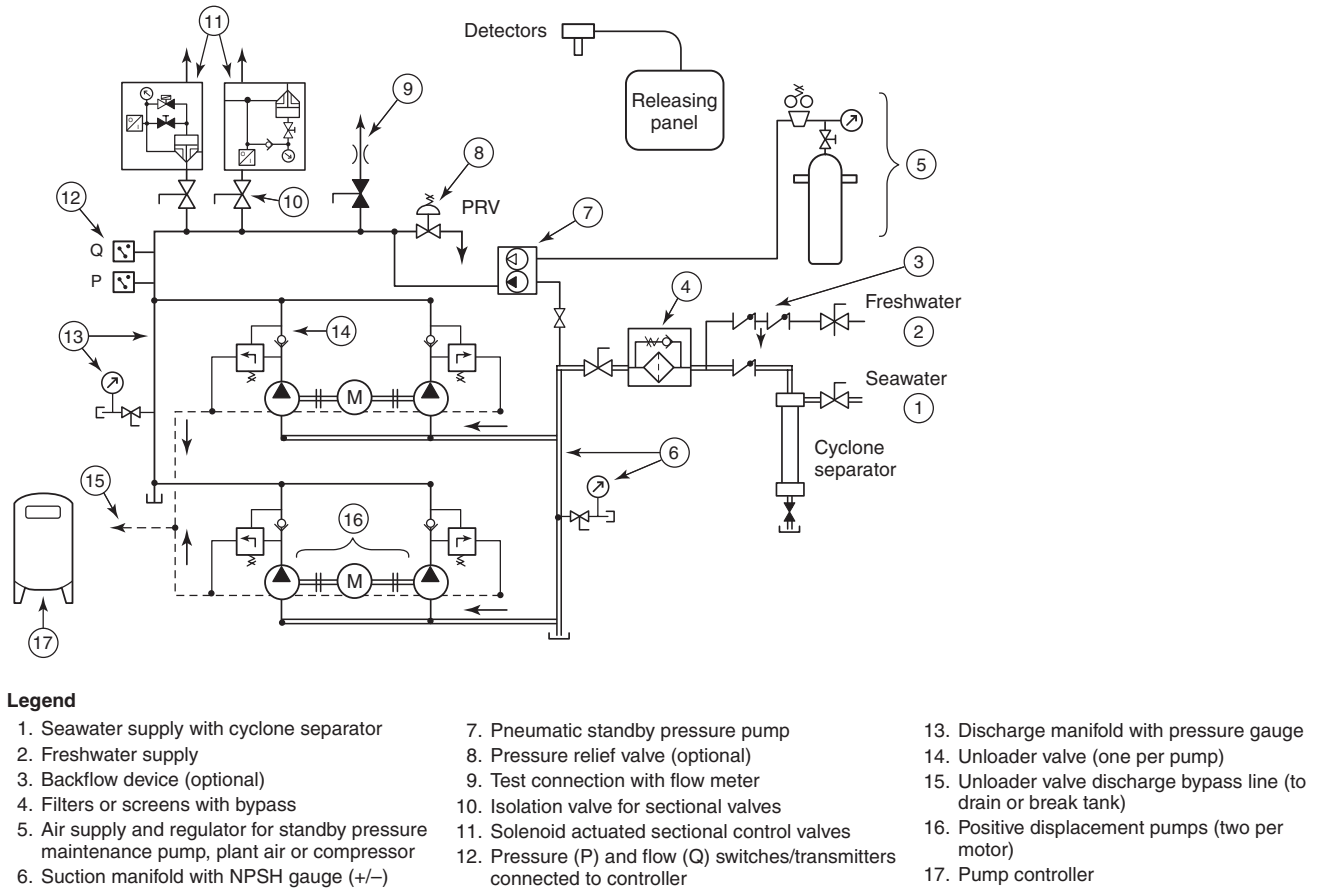 11
Detectors
Releasing
panel
9
8
5
12
10
PRV
7
Q
P
3
4
Freshwater
2
13
14
Seawater
1
M
6
Cyclone
separator
15
16
M
17
Legend
1. Seawater supply with cyclone separator
2. Freshwater supply
3. Backflow device (optional)
4. Filters or screens with bypass
5. Air supply and regulator for standby pressure
maintenance pump, plant air or compressor
6. Suction manifold with NPSH gauge (+/–)
7. Pneumatic standby pressure pump
8. Pressure relief valve (optional)
9. Test connection with flow meter
10. Isolation valve for sectional valves
11. Solenoid actuated sectional control valves
12. Pressure (P) and flow (Q) switches/transmitters
connected to controller
13. Discharge manifold with pressure gauge
14. Unloader valve (one per pump)
15. Unloader valve discharge bypass line (to
drain or break tank)
16. Positive displacement pumps (two per
motor)
17. Pump controller